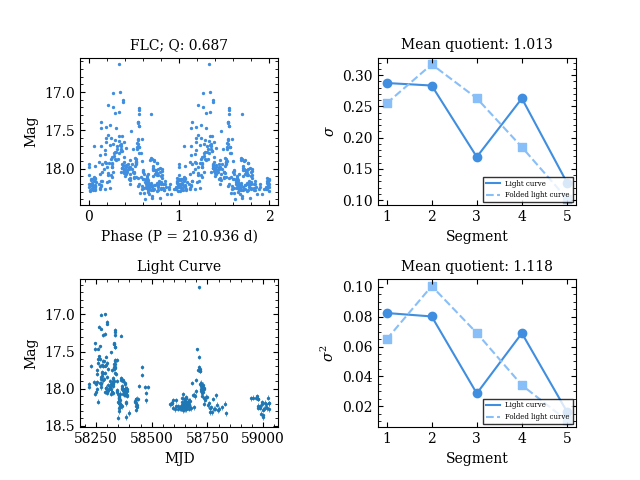 FLC; Q: 0.687
Mag
17.0
17.5
18.0
0
1
2
Phase (P = 210.936 d)
Mean quotient: 1.013
σ
0.30
0.25
0.20
0.15
0.10
Light curve
Folded light curve
1
2
3
4
5
Segment
Light Curve
Mag
17.0
17.5
18.0
18.5
58250
58500
58750
59000
MJD
Mean quotient: 1.118
σ²
0.10
0.08
0.06
0.04
0.02
Light curve
Folded light curve
1
2
3
4
5
Segment